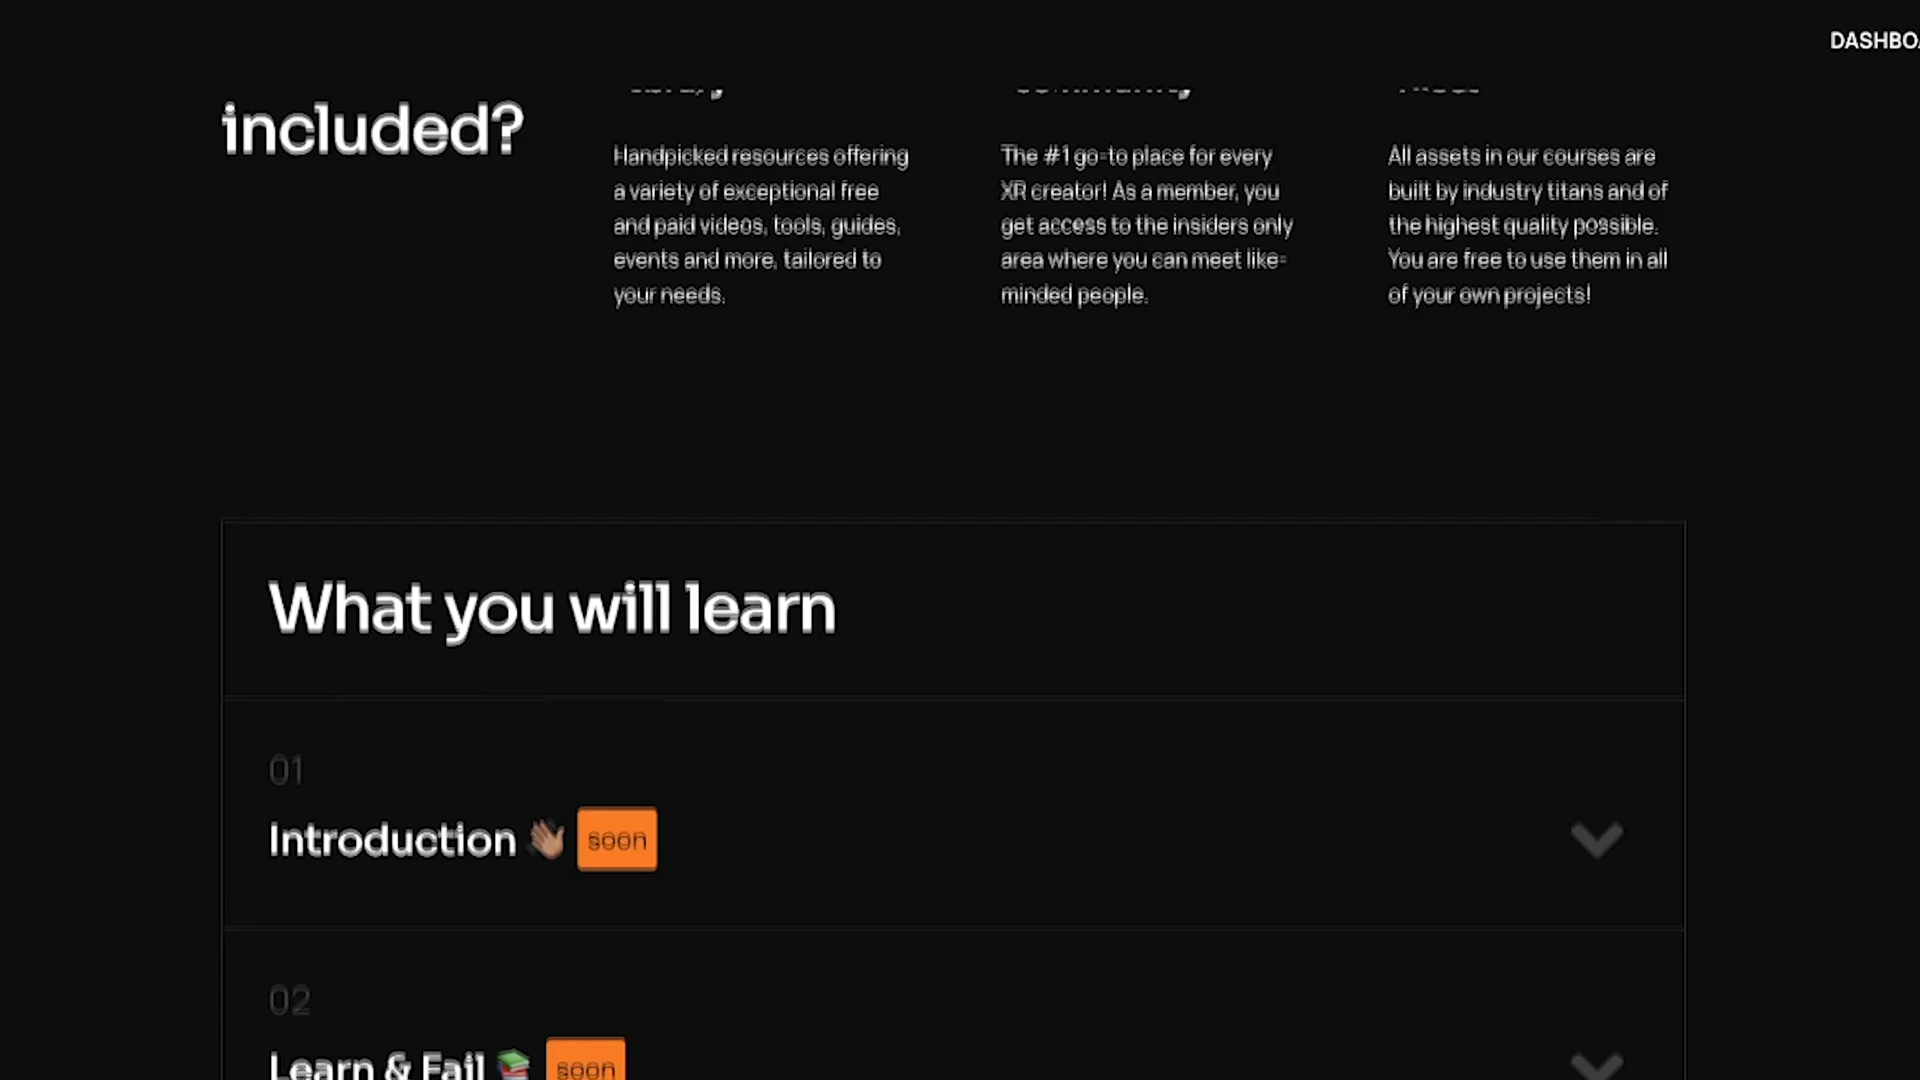 included?
Handpicked resources offering
a variety of exceptional free
and paid videos, tools, guides,
events and more, tailored to
your needs.
The #1 go-to place for every
XR creator! As a member, you
get access to the insiders only
area where you can meet like-
minded people.
All assets in our courses are
built by industry titans and of
the highest quality possible.
You are free to use them in all
of your own projects!
What you will learn
01
Introduction 👋🏽 soon
02
Learn & Fail 📚 soon